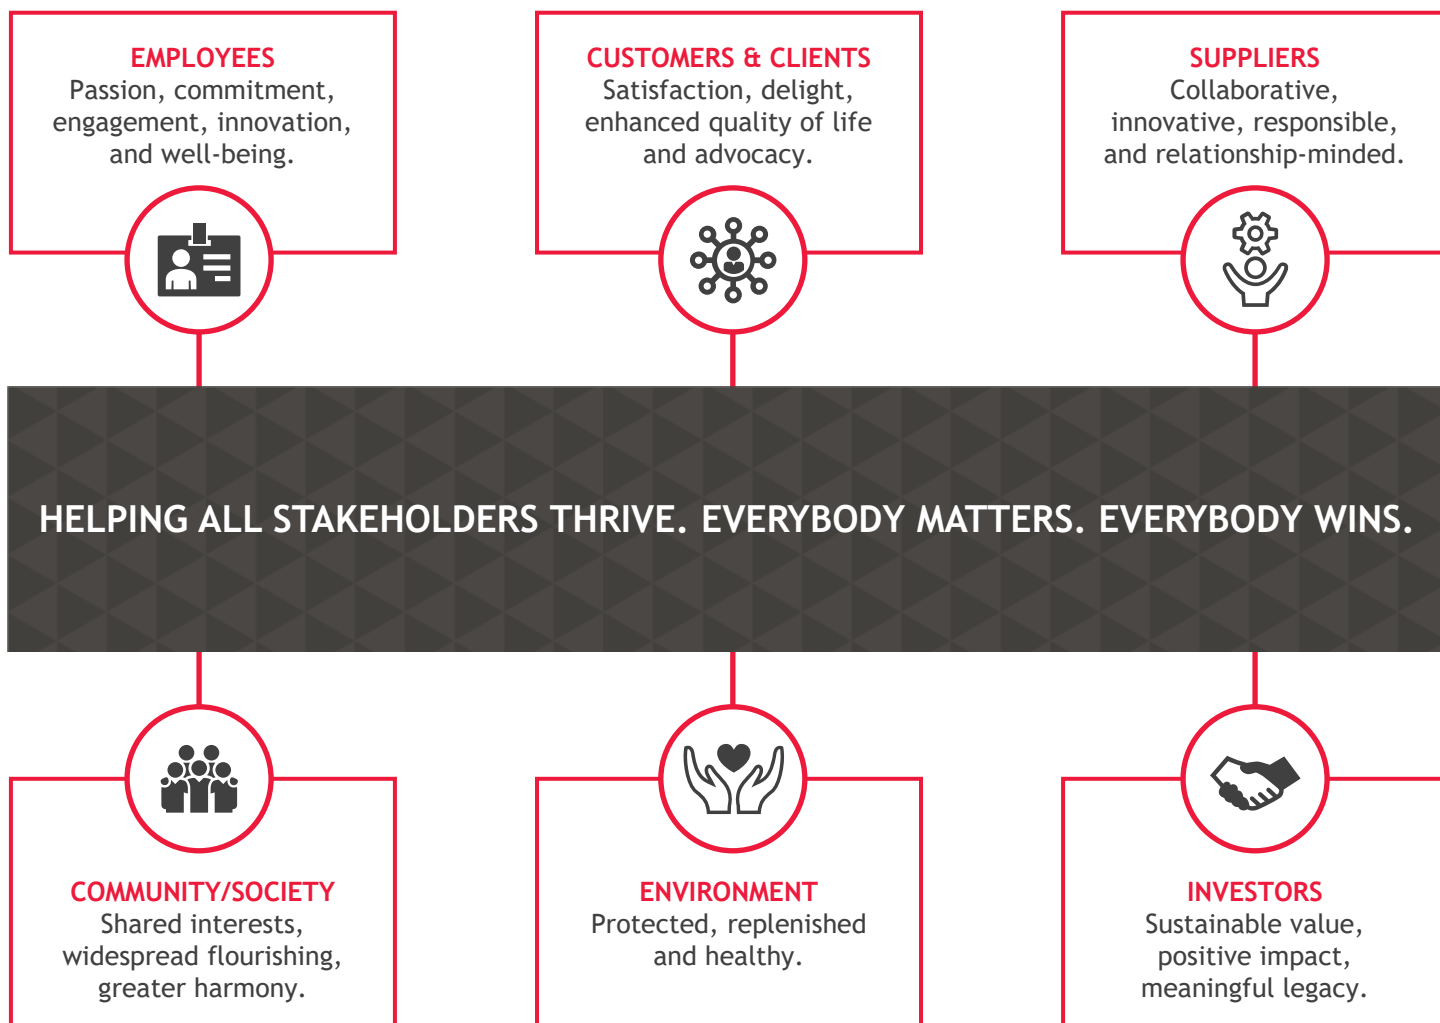 EMPLOYEES
Passion, commitment,
engagement, innovation,
and well-being.
CUSTOMERS & CLIENTS
Satisfaction, delight,
enhanced quality of life
and advocacy.
SUPPLIERS
Collaborative,
innovative, responsible,
and relationship-minded.
HELPING ALL STAKEHOLDERS THRIVE. EVERYBODY MATTERS. EVERYBODY WINS.
COMMUNITY/SOCIETY
Shared interests,
widespread flourishing,
greater harmony.
ENVIRONMENT
Protected, replenished
and healthy.
INVESTORS
Sustainable value,
positive impact,
meaningful legacy.